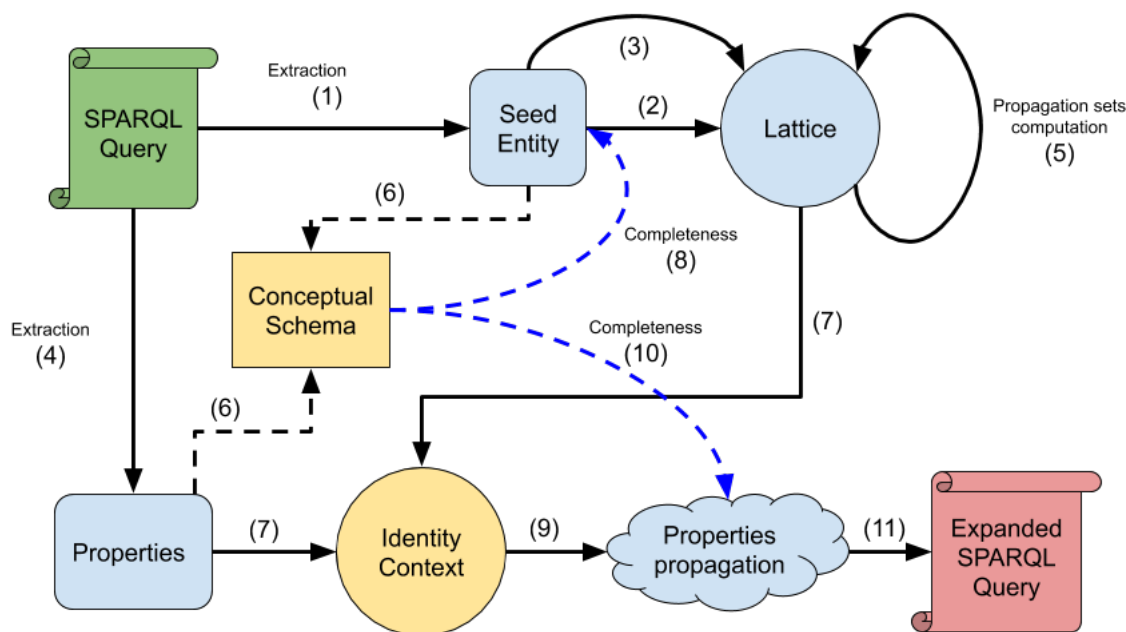 (3)
Extraction
(1)
SPARQL
Query
Seed
Entity
(2)
Lattice
Propagation sets
computation
(5)
(6)
Completeness
(8)
Conceptual
Schema
Extraction
(4)
Completeness
(10)
(7)
(6)
Properties
(7)
Identity
Context
(9)
Properties
propagation
(11)
Expanded
SPARQL
Query